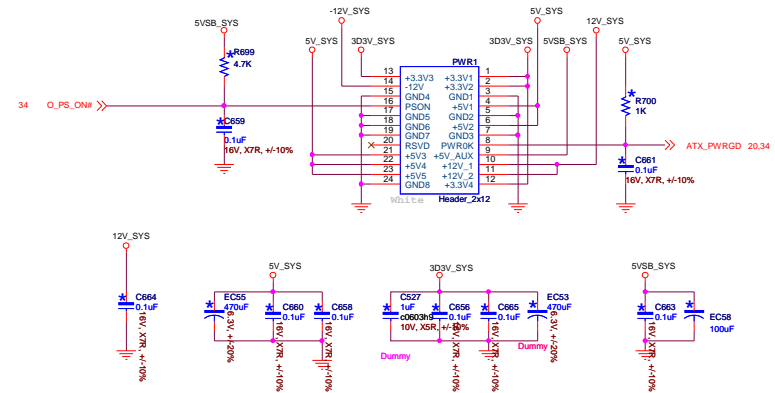 -12V_SYS
5VSB_SYS
5V_SYS
3D3V_SYS
3D3V_SYS
5V_SYS
5VSB_SYS
12V_SYS
5V_SYS
* R699
4.7K
34 O_PS_ON#
* C659
0.1uF
16V, X7R, +/-10%
PWR1
13 +3.3V3 +3.3V1 1
14 -12V +3.3V2 2
15 GND4 GND1 3
16 PSON +5V1 4
17 GND5 GND2 5
18 GND6 +5V2 6
19 GND7 GND3 7
20 RSVD PWR0K 8
21 +5V3 +5V_AUX 9
22 +5V4 +12V_1 10
23 +5V5 +12V_2 11
24 GND8 +3.3V4 12
White Header_2x12
* R700
1K
ATX_PWRGD 20,34
* C661
0.1uF
16V, X7R, +/-10%
12V_SYS
* C664
0.1uF
16V, X7R, +/-10%
5V_SYS
* EC55
470uF
6.3V, +/-20%
* C660
0.1uF
16V, X7R, +/-10%
* C658
0.1uF
16V, X7R, +/-10%
3D3V_SYS
* C527
1uF
c0603h9
10V, X5R, +/-10%
Dummy
* C656
0.1uF
16V, X7R, +/-10%
* C665
0.1uF
16V, X7R, +/-10%
* EC53
470uF
6.3V, +/-20%
Dummy
5VSB_SYS
* C663
0.1uF
16V, X7R, +/-10%
* EC58
100uF